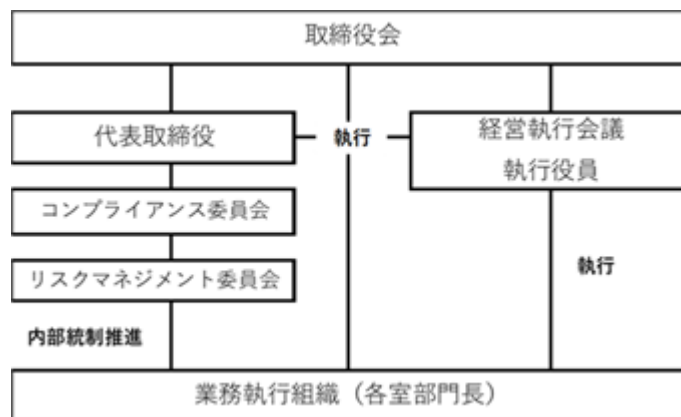 取締役会
代表取締役
執行
経営執行会議
執行役員
コンプライアンス委員会
リスクマネジメント委員会
執行
内部統制推進
業務執行組織（各室部門長）